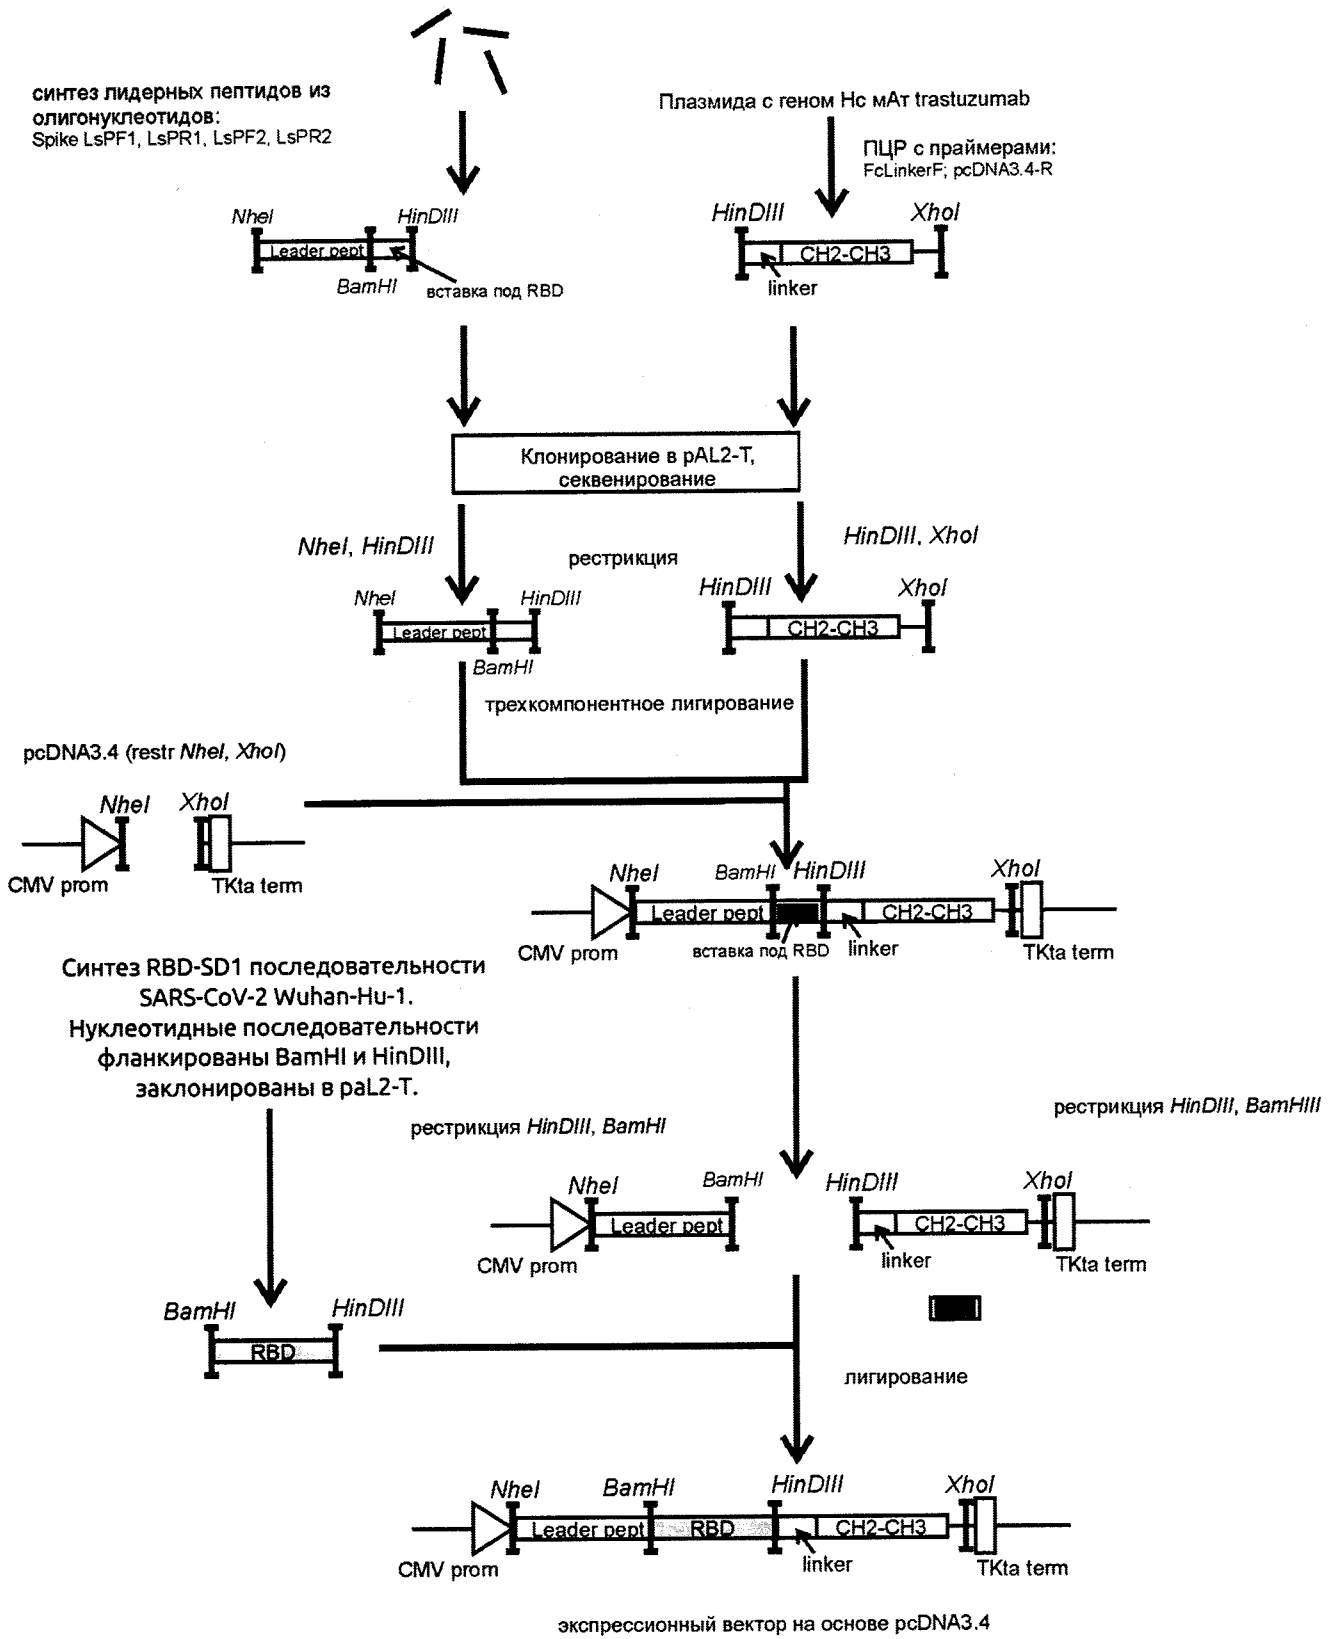 синтез лидерных пептидов из
олигонуклеотидов:
Spike LsPF1, LsPR1, LsPF2, LsPR2
Плазмида с геном Hc мАт trastuzumab
ПЦР с праймерами:
FcLinkerF; pcDNA3.4-R
NheI
HinDIII
Leader pept
BamHI
вставка под RBD
HinDIII
XhoI
CH2-CH3
linker
Клонирование в pAL2-T,
секвенирование
NheI, HinDIII
рестрикция
HinDIII, XhoI
NheI
HinDIII
Leader pept
BamHI
HinDIII
XhoI
CH2-CH3
трехкомпонентное лигирование
pcDNA3.4 (restr NheI, XhoI)
NheI
XhoI
CMV prom
TKta term
NheI
BamHI
HinDIII
XhoI
Leader pept
CH2-CH3
CMV prom
вставка под RBD
linker
TKta term
Синтез RBD-SD1 последовательности
SARS-CoV-2 Wuhan-Hu-1.
Нуклеотидные последовательности
фланкированы BamHI и HinDIII,
заклонированы в paL2-T.
рестрикция HinDIII, BamHI
рестрикция HinDIII, BamHIII
NheI
BamHI
HinDIII
XhoI
Leader pept
CH2-CH3
CMV prom
linker
TKta term
BamHI
HinDIII
RBD
лигирование
NheI
BamHI
HinDIII
XhoI
Leader pept
RBD
CH2-CH3
CMV prom
linker
TKta term
экспрессионный вектор на основе pcDNA3.4